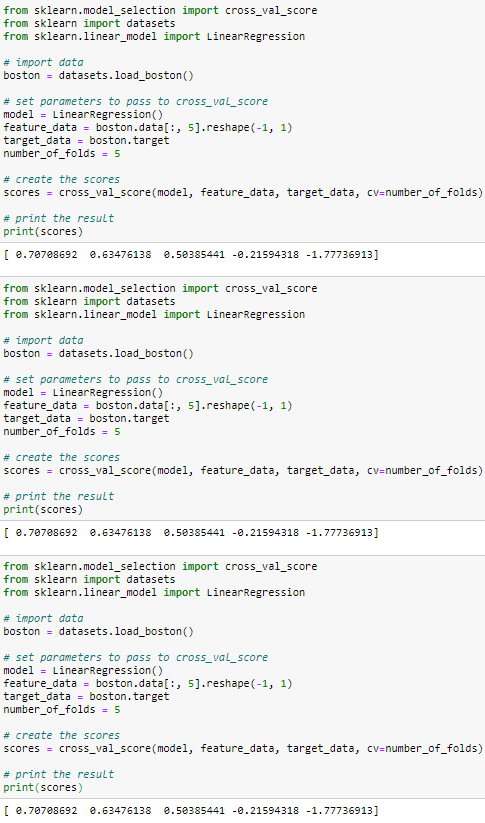 from sklearn.model_selection import cross_val_score
from sklearn import datasets
from sklearn.linear_model import LinearRegression
# import data
boston = datasets.load_boston()
# set parameters to pass to cross_val_score
model = LinearRegression()
feature_data = boston.data[:, 5].reshape(-1, 1)
target_data = boston.target
number_of_folds = 5
# create the scores
scores = cross_val_score(model, feature_data, target_data, cv=number_of_folds)
# print the result
print(scores)
[ 0.70708692  0.63476138  0.50385441 -0.21594318 -1.77736913]
from sklearn.model_selection import cross_val_score
from sklearn import datasets
from sklearn.linear_model import LinearRegression
# import data
boston = datasets.load_boston()
# set parameters to pass to cross_val_score
model = LinearRegression()
feature_data = boston.data[:, 5].reshape(-1, 1)
target_data = boston.target
number_of_folds = 5
# create the scores
scores = cross_val_score(model, feature_data, target_data, cv=number_of_folds)
# print the result
print(scores)
[ 0.70708692  0.63476138  0.50385441 -0.21594318 -1.77736913]
from sklearn.model_selection import cross_val_score
from sklearn import datasets
from sklearn.linear_model import LinearRegression
# import data
boston = datasets.load_boston()
# set parameters to pass to cross_val_score
model = LinearRegression()
feature_data = boston.data[:, 5].reshape(-1, 1)
target_data = boston.target
number_of_folds = 5
# create the scores
scores = cross_val_score(model, feature_data, target_data, cv=number_of_folds)
# print the result
print(scores)
[ 0.70708692  0.63476138  0.50385441 -0.21594318 -1.77736913]